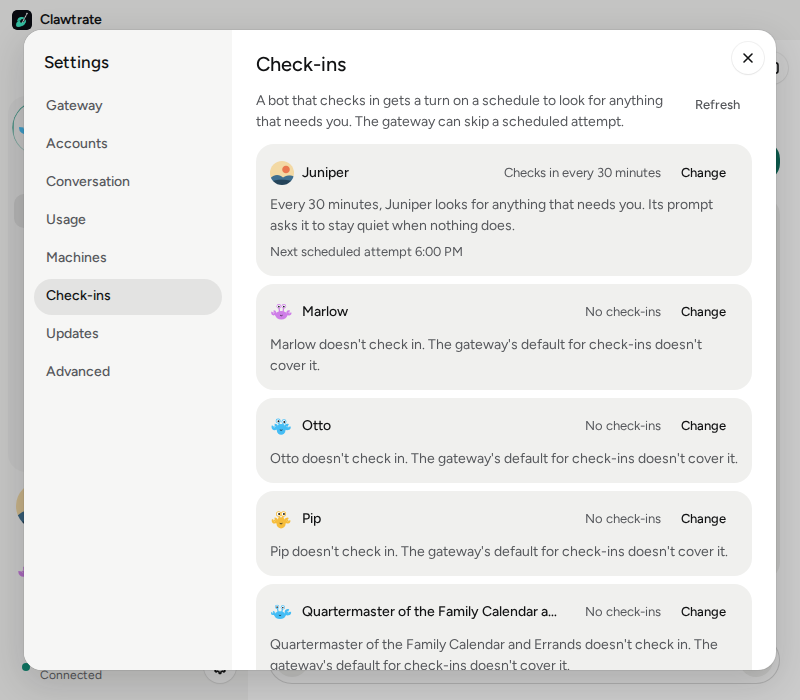 Clawtrate
Settings
Gateway
Accounts
Conversation
Usage
Machines
Check-ins
Updates
Advanced
Connected
Check-ins
A bot that checks in gets a turn on a schedule to look for anything
that needs you. The gateway can skip a scheduled attempt.
Refresh
Juniper
Checks in every 30 minutes
Change
Every 30 minutes, Juniper looks for anything that needs you. Its prompt
asks it to stay quiet when nothing does.
Next scheduled attempt 6:00 PM
Marlow
No check-ins
Change
Marlow doesn't check in. The gateway's default for check-ins doesn't
cover it.
Otto
No check-ins
Change
Otto doesn't check in. The gateway's default for check-ins doesn't cover it.
Pip
No check-ins
Change
Pip doesn't check in. The gateway's default for check-ins doesn't cover it.
Quartermaster of the Family Calendar a...
No check-ins
Change
Quartermaster of the Family Calendar and Errands doesn't check in. The
gateway's default for check-ins doesn't cover it.